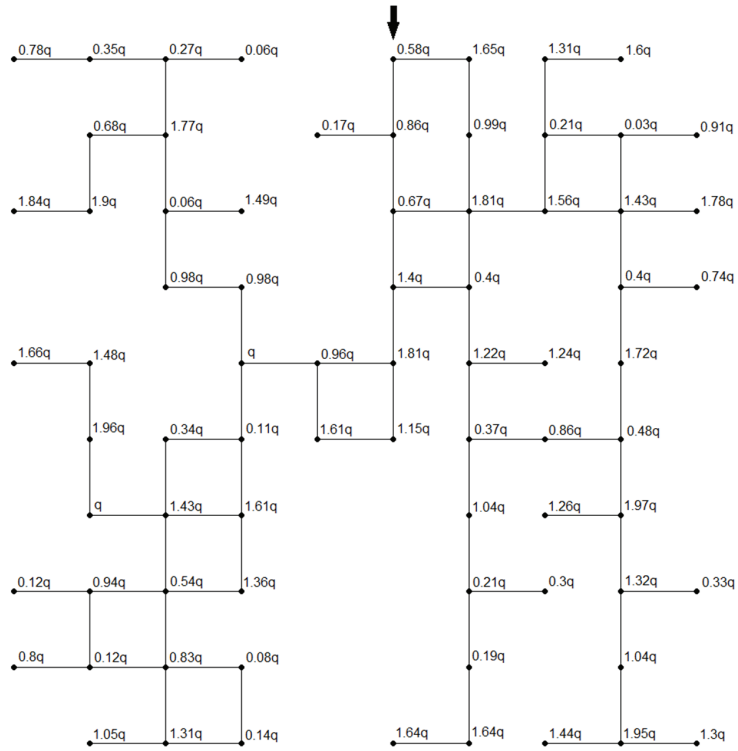 0.78q 0.35q 0.27q 0.06q 0.58q 1.65q 1.31q 1.6q
0.68q 1.77q 0.17q 0.86q 0.99q 0.21q 0.03q 0.91q
1.84q 1.9q 0.06q 1.49q 0.67q 1.81q 1.56q 1.43q 1.78q
0.98q 0.98q 1.4q 0.4q 0.4q 0.74q
1.66q 1.48q q 0.96q 1.81q 1.22q 1.24q 1.72q
1.96q 0.34q 0.11q 1.61q 1.15q 0.37q 0.86q 0.48q
q 1.43q 1.61q 1.04q 1.26q 1.97q
0.12q 0.94q 0.54q 1.36q 0.21q 0.3q 1.32q 0.33q
0.8q 0.12q 0.83q 0.08q 0.19q 1.04q
1.05q 1.31q 0.14q 1.64q 1.64q 1.44q 1.95q 1.3q